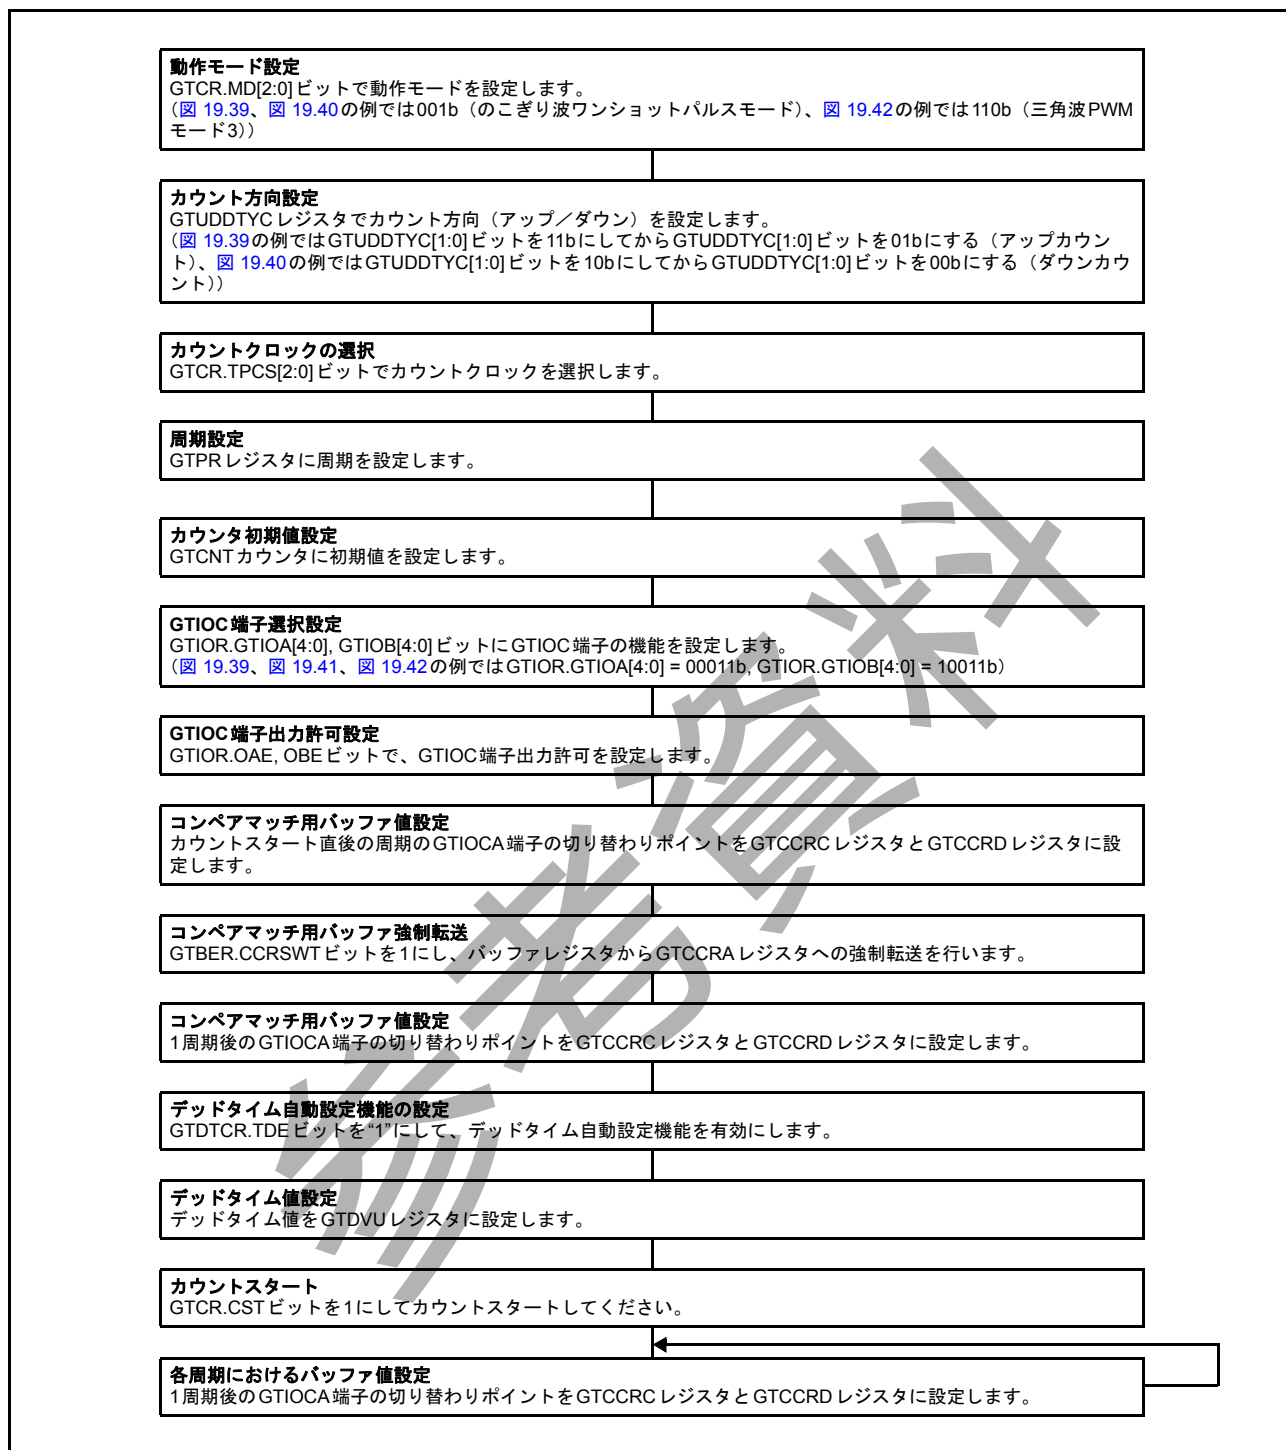 動作モード設定
GTCR.MD[2:0]ビットで動作モードを設定します。
（図 19.39、図 19.40の例では001b（のこぎり波ワンショットパルスモード）、図 19.42の例では110b（三角波PWM
モード3））
カウント方向設定
GTUDDTYCレジスタでカウント方向（アップ／ダウン）を設定します。
（図 19.39の例ではGTUDDTYC[1:0]ビットを11bにしてからGTUDDTYC[1:0]ビットを01bにする（アップカウン
ト）、図 19.40の例ではGTUDDTYC[1:0]ビットを10bにしてからGTUDDTYC[1:0]ビットを00bにする（ダウンカウ
ント））
カウントクロックの選択
GTCR.TPCS[2:0]ビットでカウントクロックを選択します。
周期設定
GTPRレジスタに周期を設定します。
カウンタ初期値設定
GTCNTカウンタに初期値を設定します。
GTIOC端子選択設定
GTIOR.GTIOA[4:0], GTIOB[4:0]ビットにGTIOC端子の機能を設定します。
（図 19.39、図 19.41、図 19.42の例ではGTIOR.GTIOA[4:0] = 00011b, GTIOR.GTIOB[4:0] = 10011b）
GTIOC端子出力許可設定
GTIOR.OAE, OBEビットで、GTIOC端子出力許可を設定します。
コンペアマッチ用バッファ値設定
カウントスタート直後の周期のGTIOCA端子の切り替わりポイントをGTCCRCレジスタとGTCCRDレジスタに設
定します。
コンペアマッチ用バッファ強制転送
GTBER.CCRSWTビットを1にし、バッファレジスタからGTCCRAレジスタへの強制転送を行います。
コンペアマッチ用バッファ値設定
1周期後のGTIOCA端子の切り替わりポイントをGTCCRCレジスタとGTCCRDレジスタに設定します。
デッドタイム自動設定機能の設定
GTDTCR.TDEビットを“1”にして、デッドタイム自動設定機能を有効にします。
デッドタイム値設定
デッドタイム値をGTDVUレジスタに設定します。
カウントスタート
GTCR.CSTビットを1にしてカウントスタートしてください。
各周期におけるバッファ値設定
1周期後のGTIOCA端子の切り替わりポイントをGTCCRCレジスタとGTCCRDレジスタに設定します。
参考資料